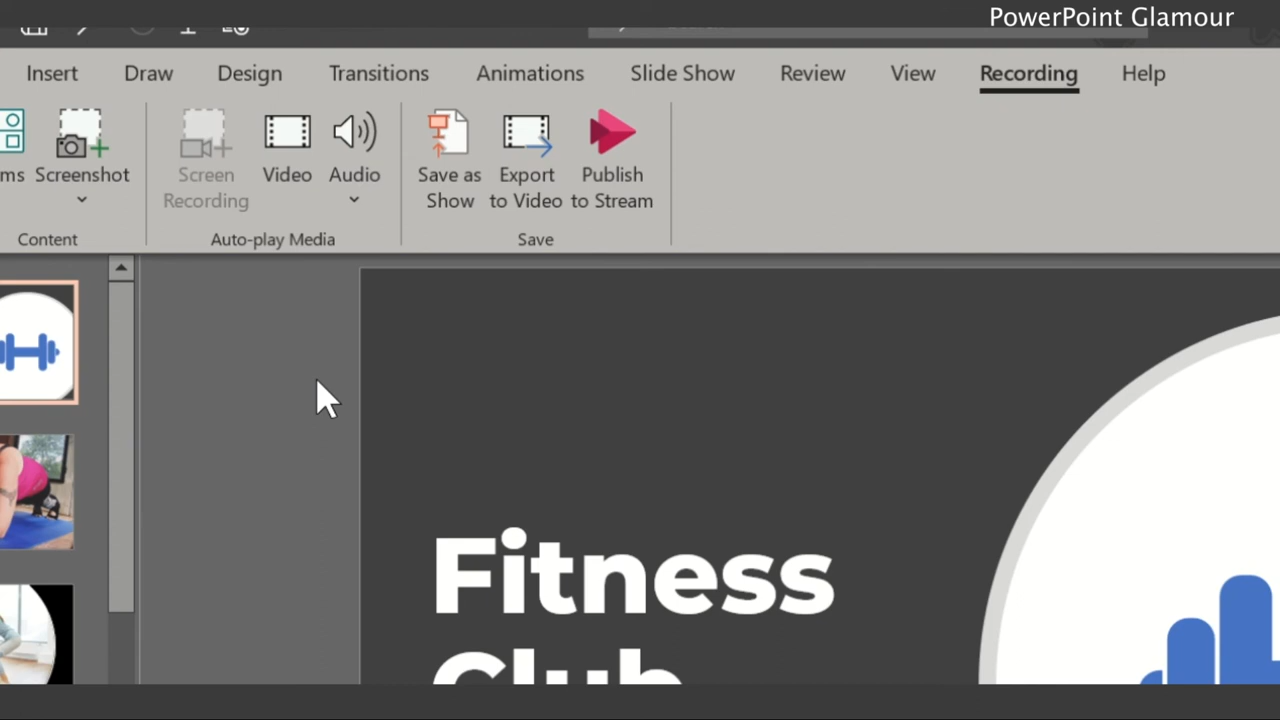 PowerPoint Glamour
Insert Draw Design Transitions Animations Slide Show Review View Recording Help
ms Screenshot Screen Recording Video Audio Save as Show Export to Video Publish to Stream
Content Auto-play Media Save
Fitness
Club